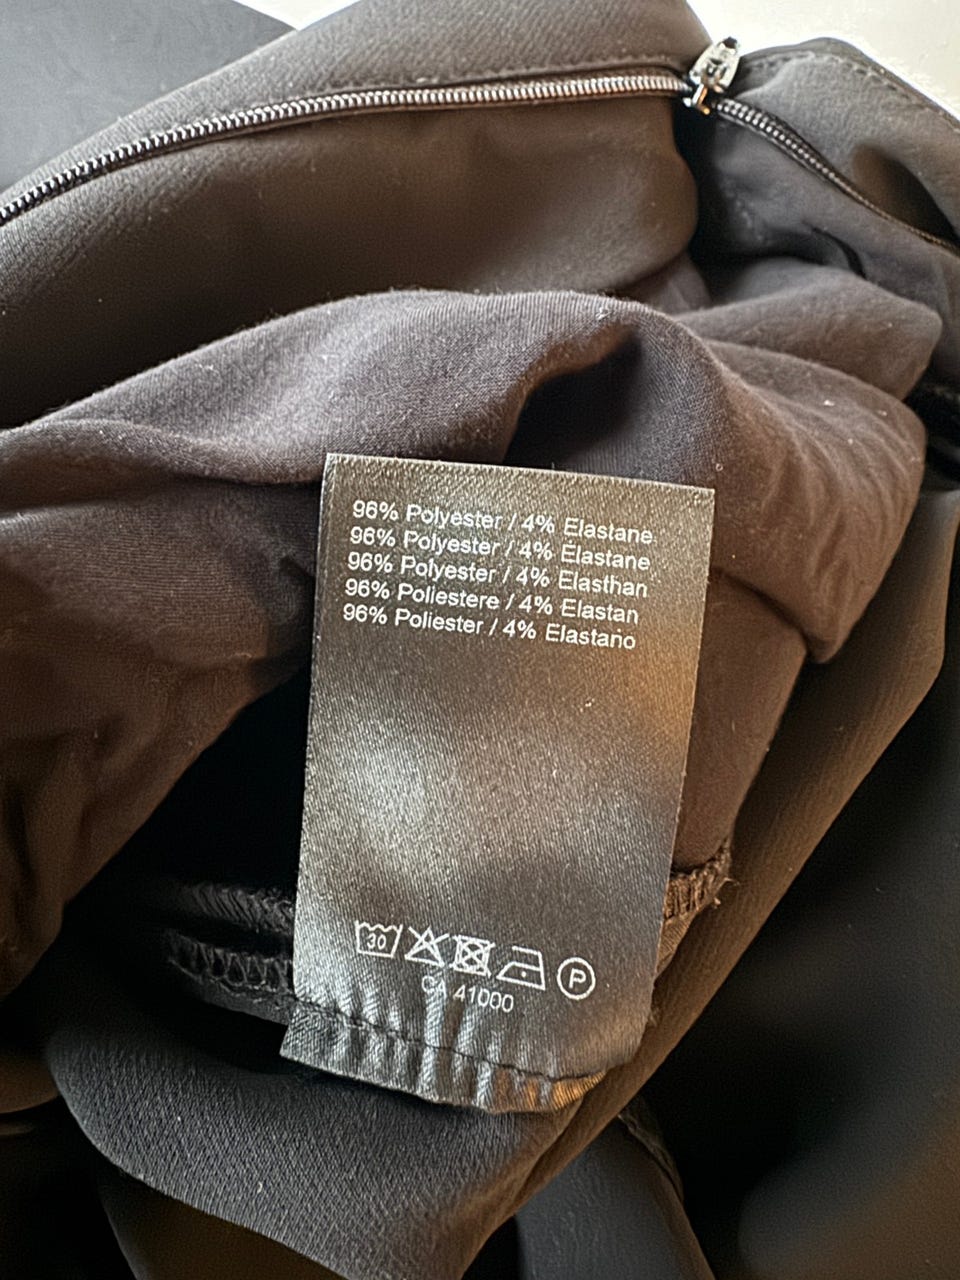 96% Polyester / 4% Elastane
96% Polyester / 4% Elastane
96% Polyester / 4% Elasthan
96% Poliestere / 4% Elastan
96% Poliester / 4% Elastano
30 P
CA 41000